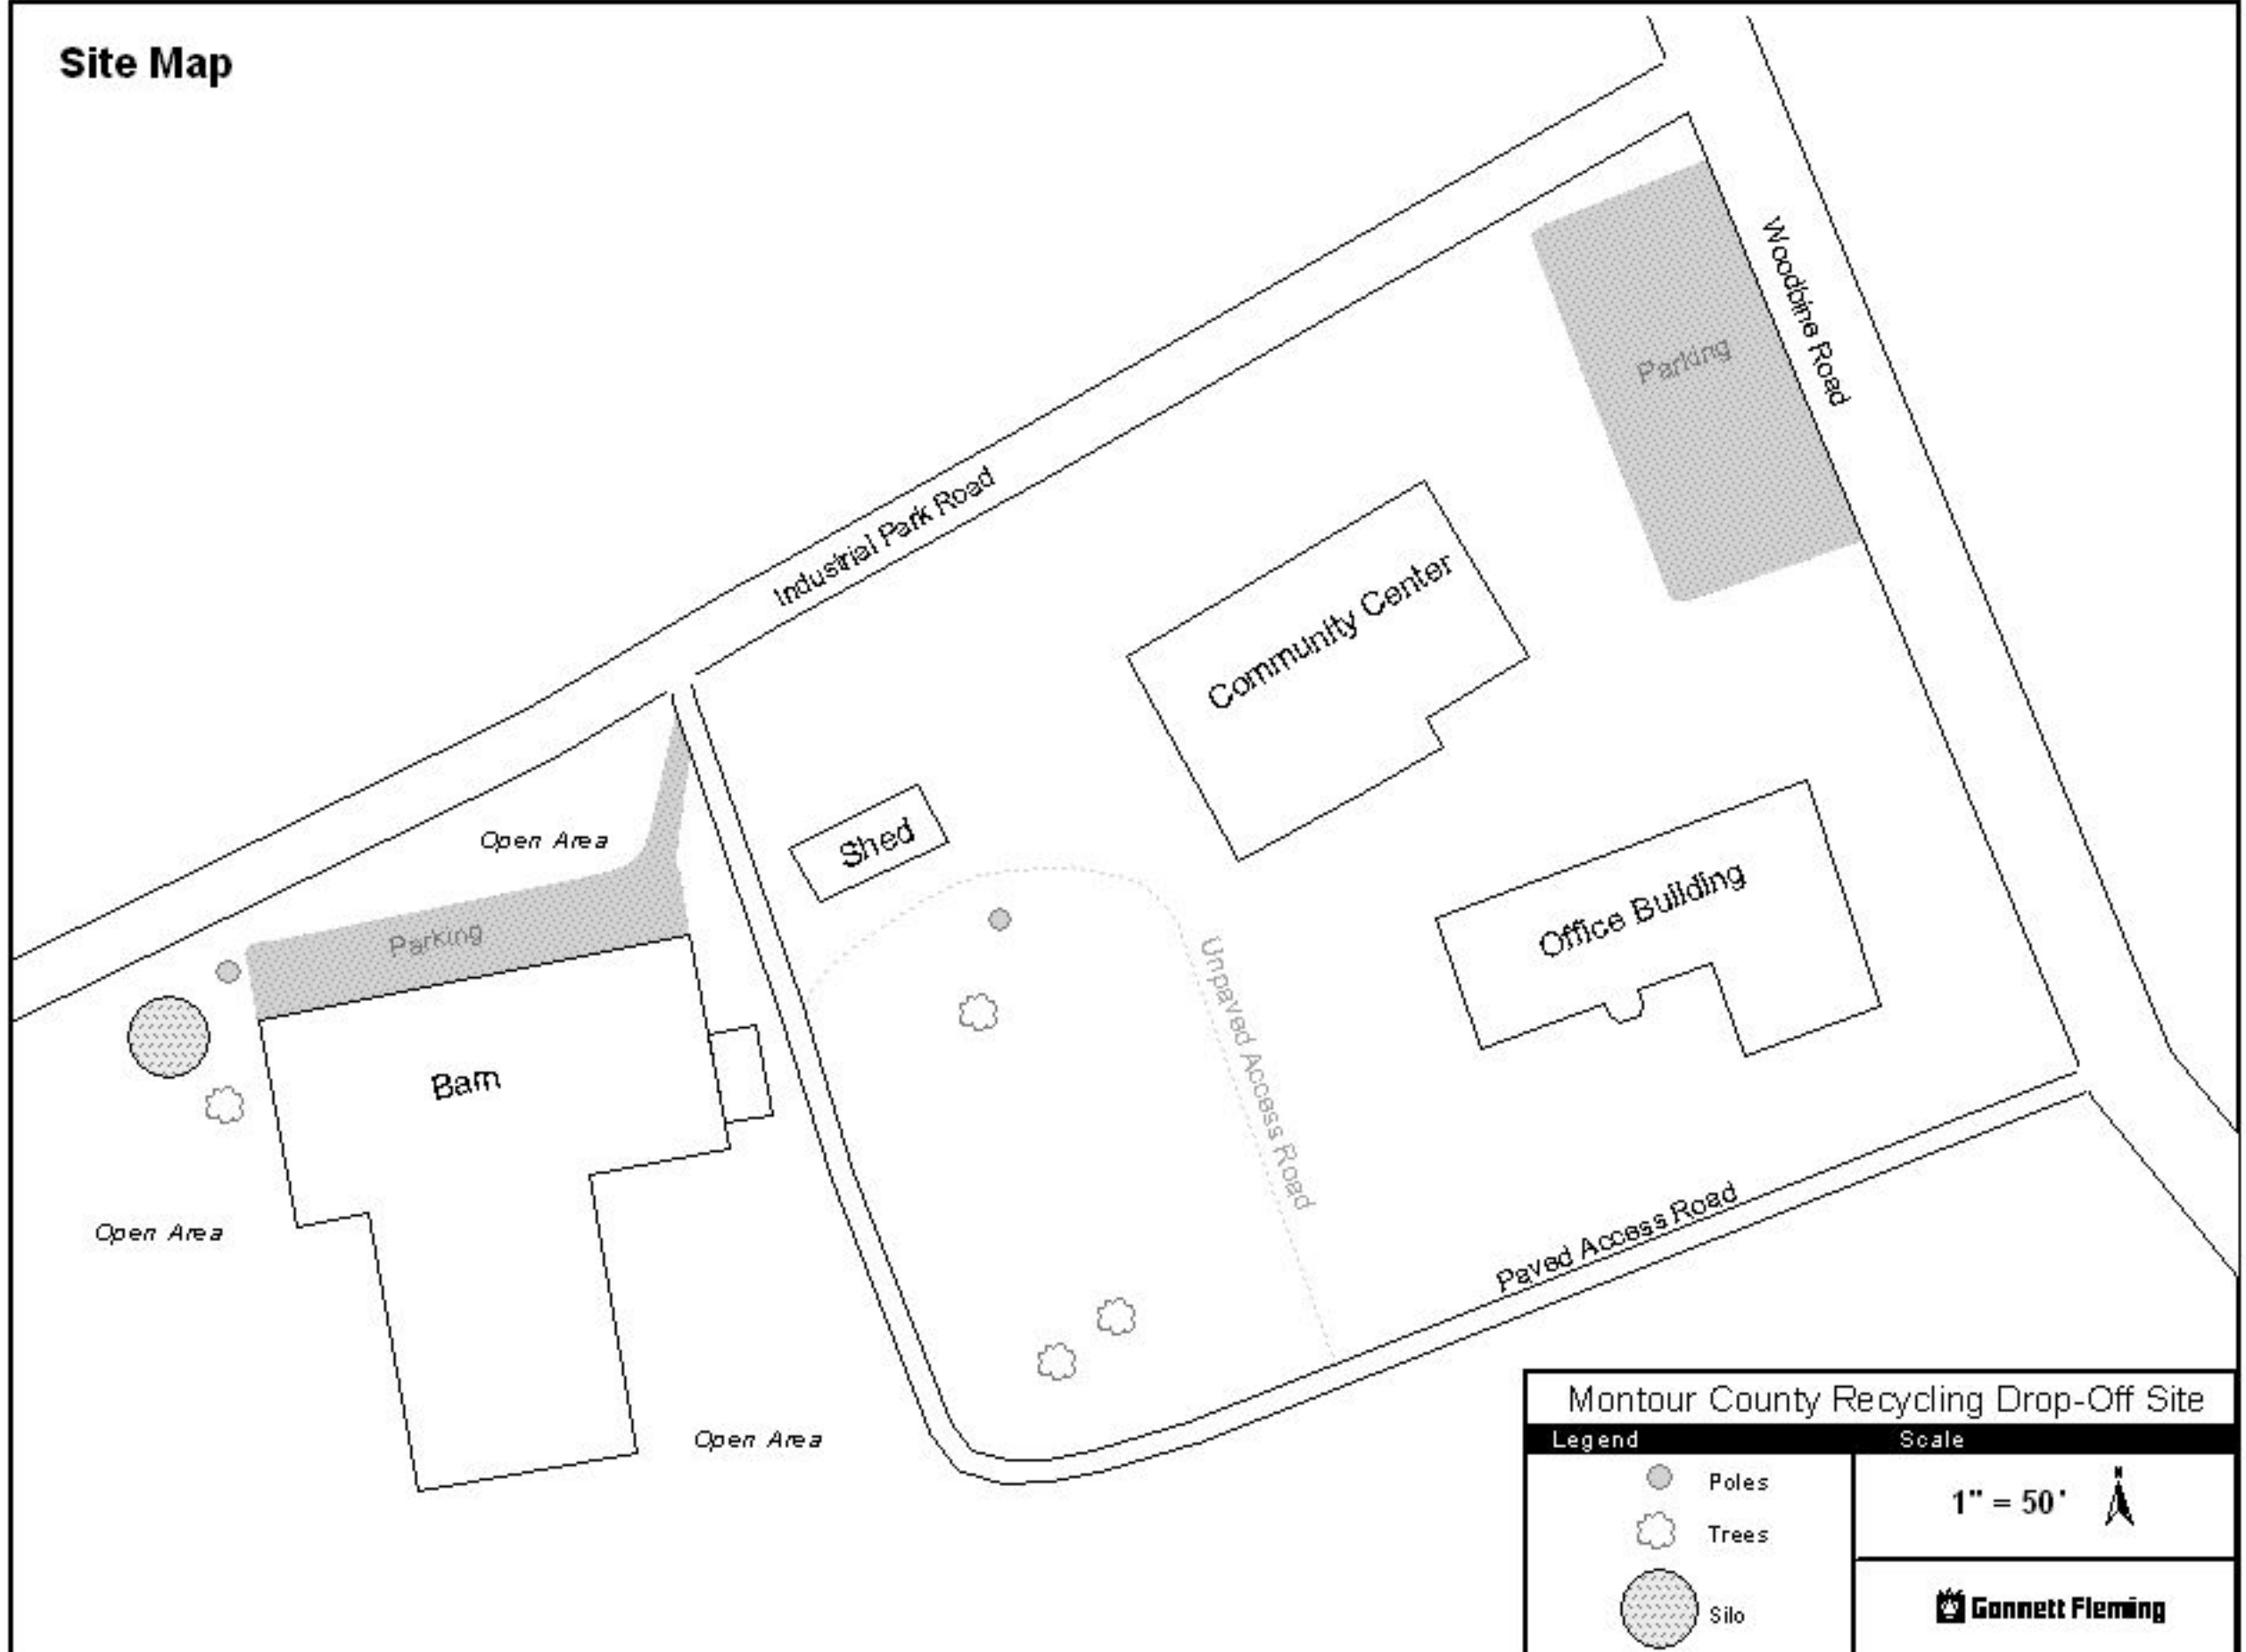 Site Map
Woodbine Road
Parking
Industrial Park Road
Community Center
Shed
Open Area
Office Building
Parking
Unpaved Access Road
Barn
Paved Access Road
Open Area
Open Area
Montour County Recycling Drop-Off Site
Legend
Scale
Poles
1" = 50'
N
Trees
Silo
Gannett Fleming